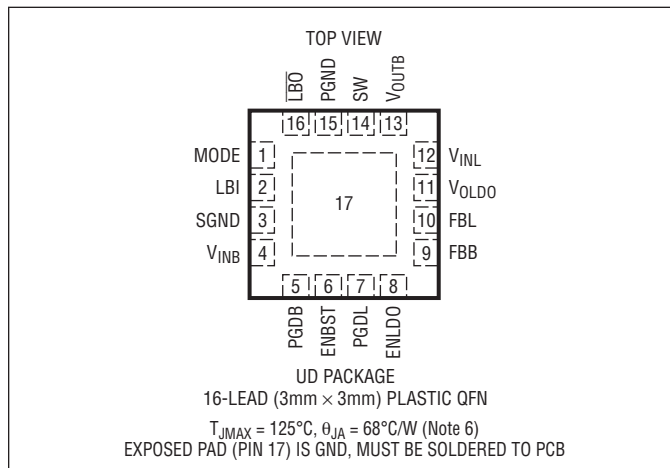 TOP VIEW
LBO PGND SW VOUTB
16 15 14 13
MODE 1
LBI 2
SGND 3
VINB 4
17
12 VINL
11 VOLDO
10 FBL
9 FBB
5 6 7 8
PGDB ENBST PGDL ENLDO
UD PACKAGE
16-LEAD (3mm × 3mm) PLASTIC QFN
TJMAX = 125°C, θJA = 68°C/W (Note 6)
EXPOSED PAD (PIN 17) IS GND, MUST BE SOLDERED TO PCB